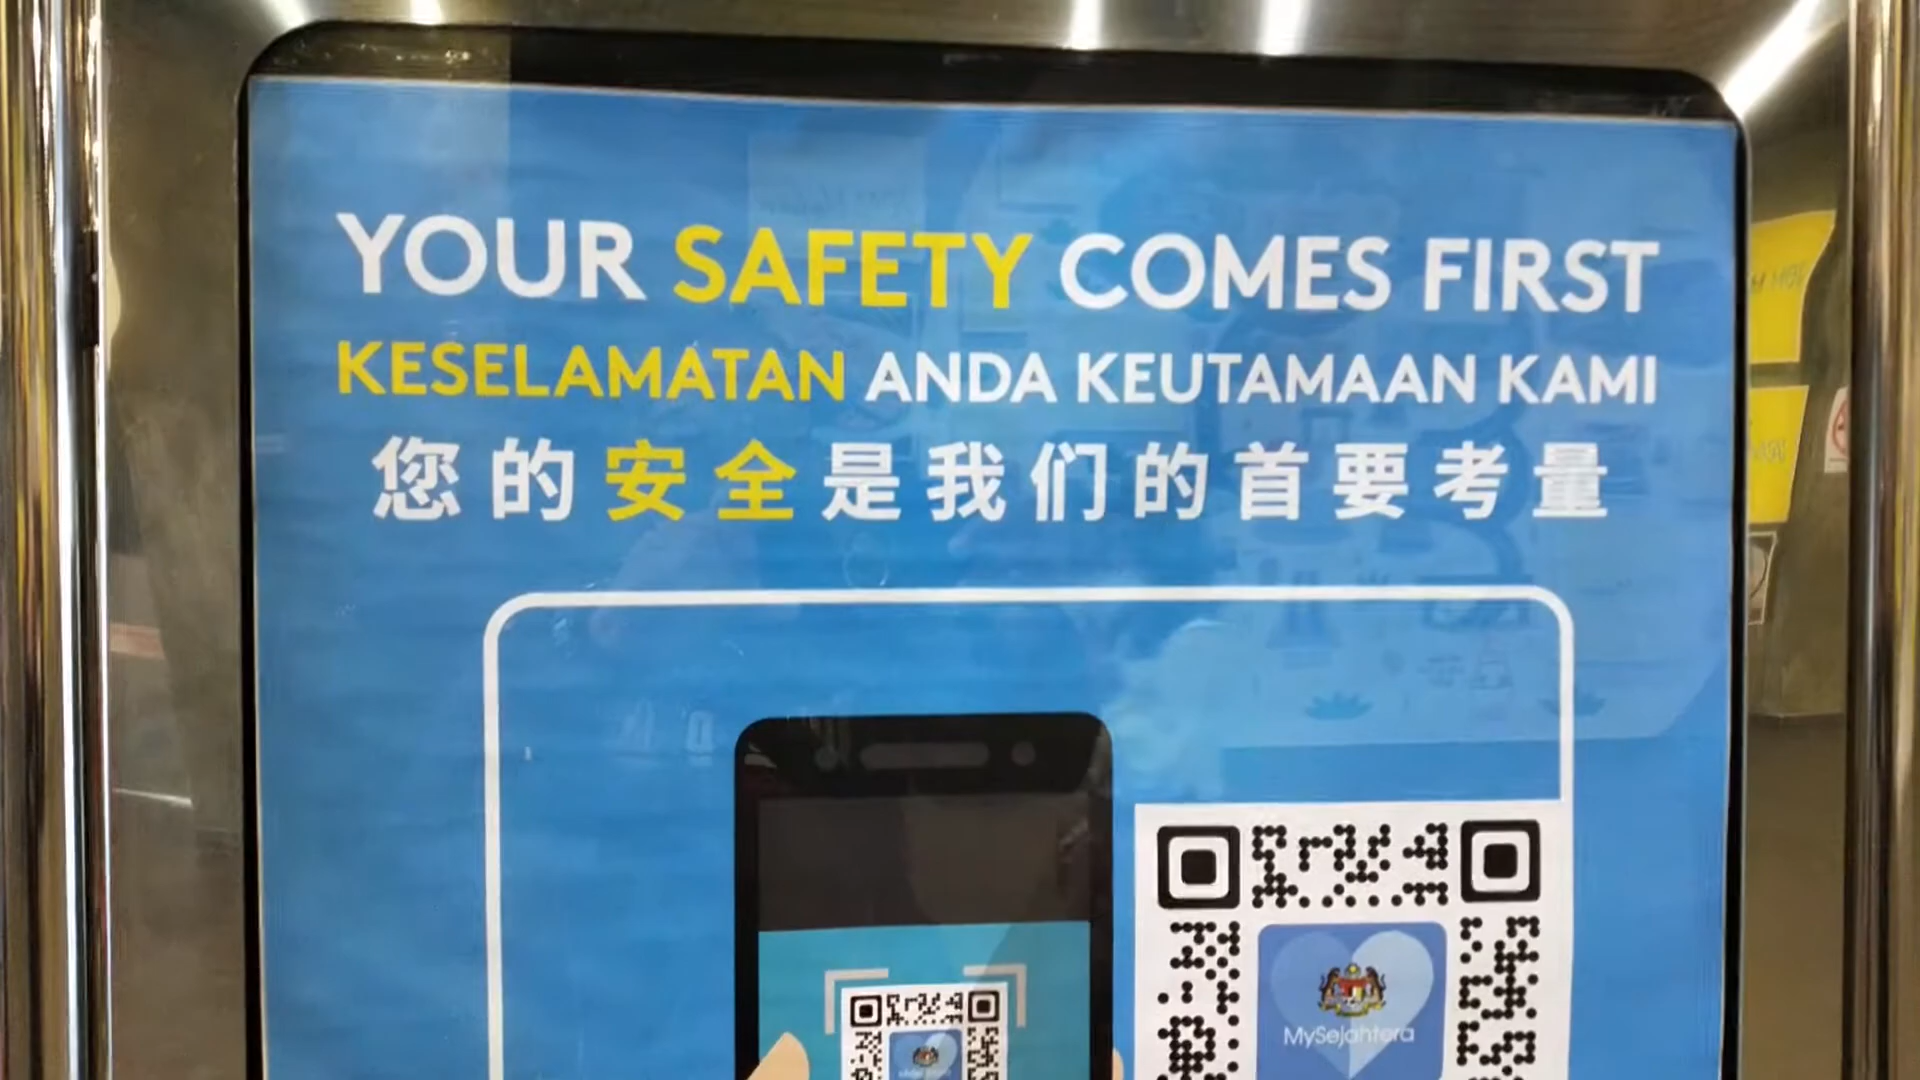 YOUR SAFETY COMES FIRST
KESELAMATAN ANDA KEUTAMAAN KAMI
您的安全是我们的首要考量
MySejahtera